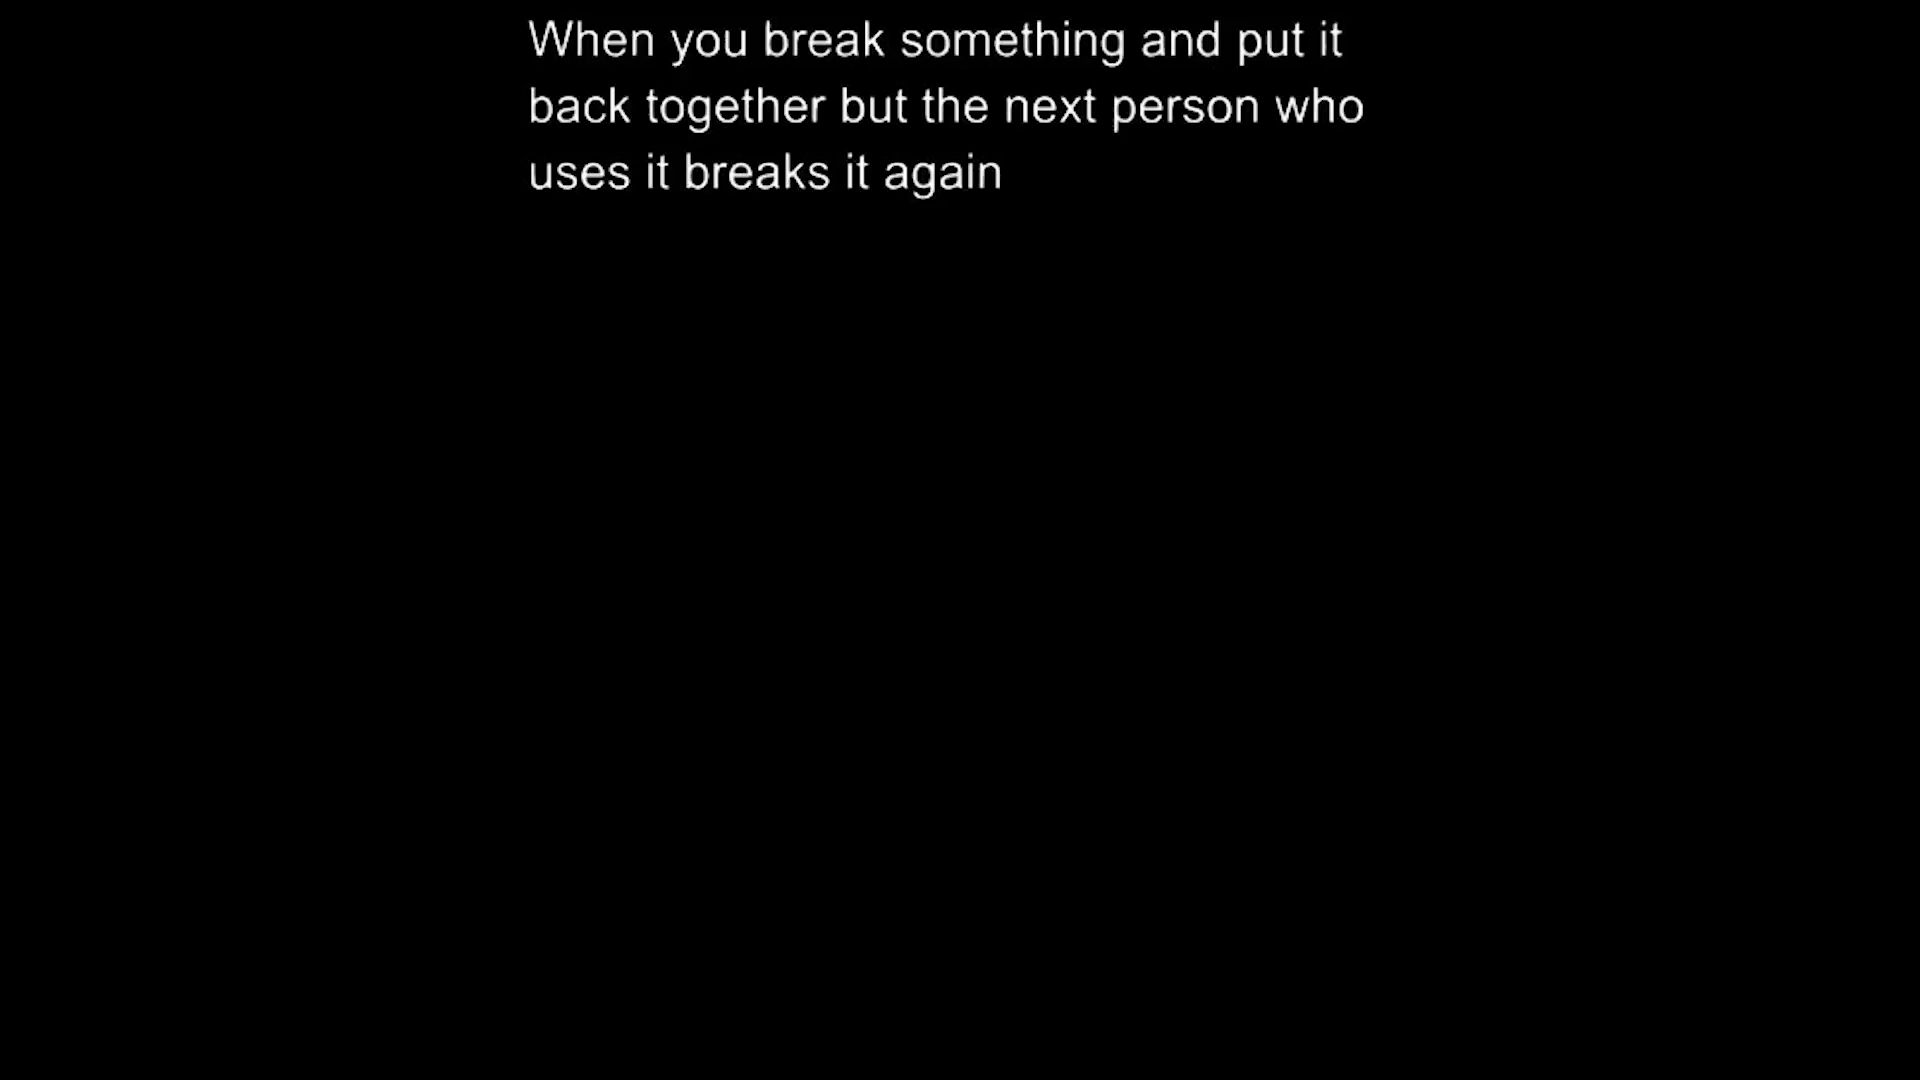 When you break something and put it
back together but the next person who
uses it breaks it again